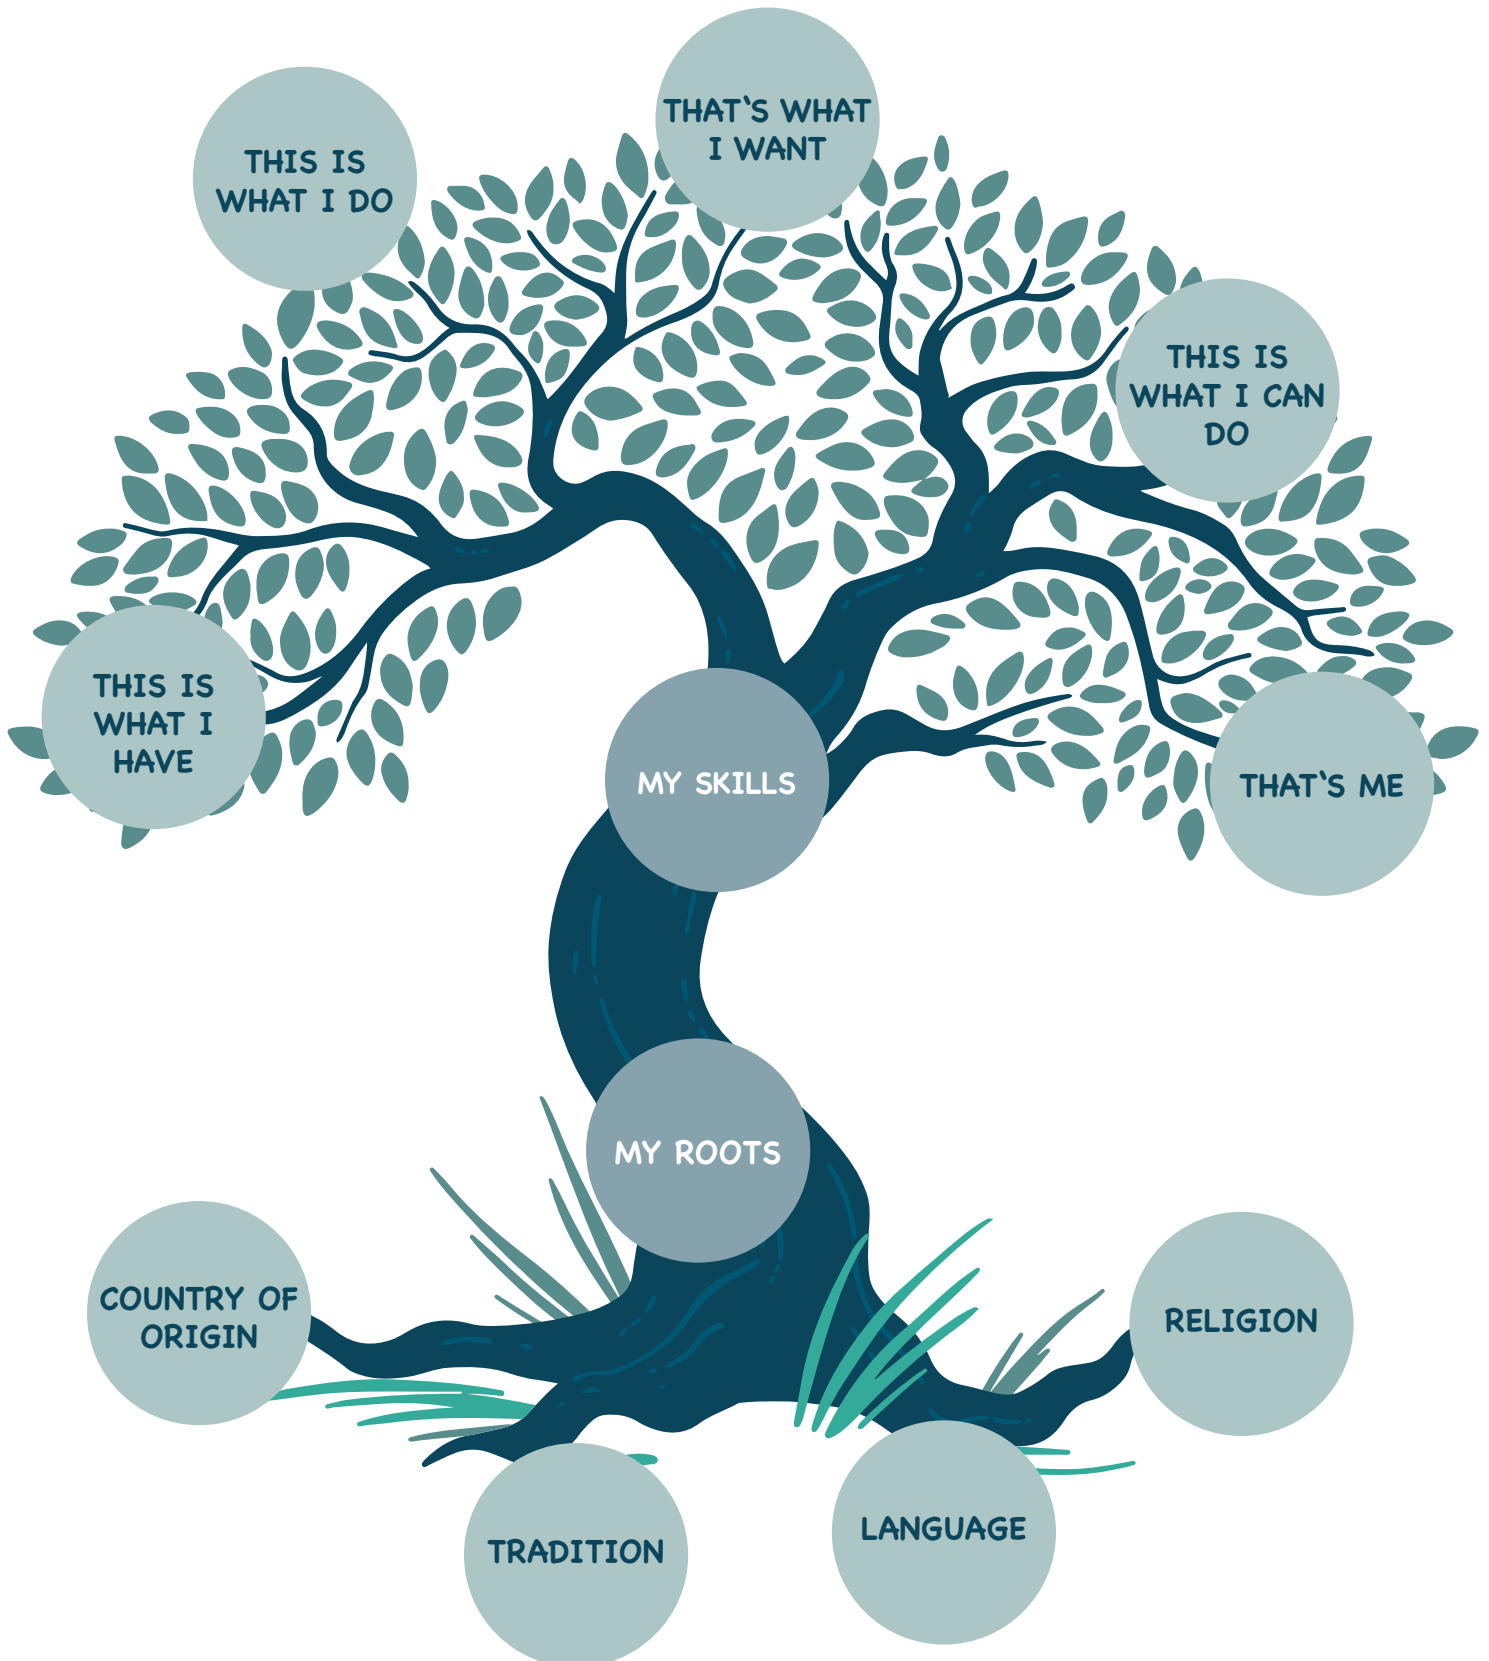 THAT'S WHAT
I WANT
THIS IS
WHAT I DO
THIS IS
WHAT I CAN
DO
THIS IS
WHAT I
HAVE
MY SKILLS
THAT'S ME
MY ROOTS
COUNTRY OF
ORIGIN
RELIGION
LANGUAGE
TRADITION